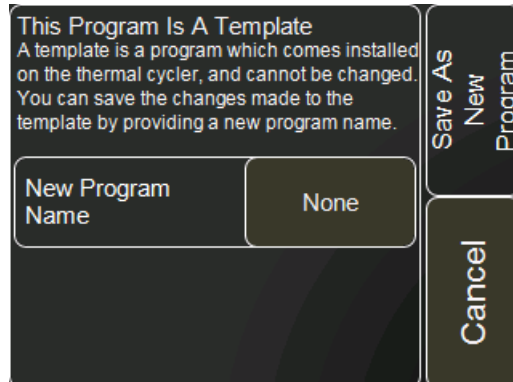 This Program Is A Template
A template is a program which comes installed
on the thermal cycler, and cannot be changed.
You can save the changes made to the
template by providing a new program name.
New Program
Name
None
Save As
New
Program
Cancel